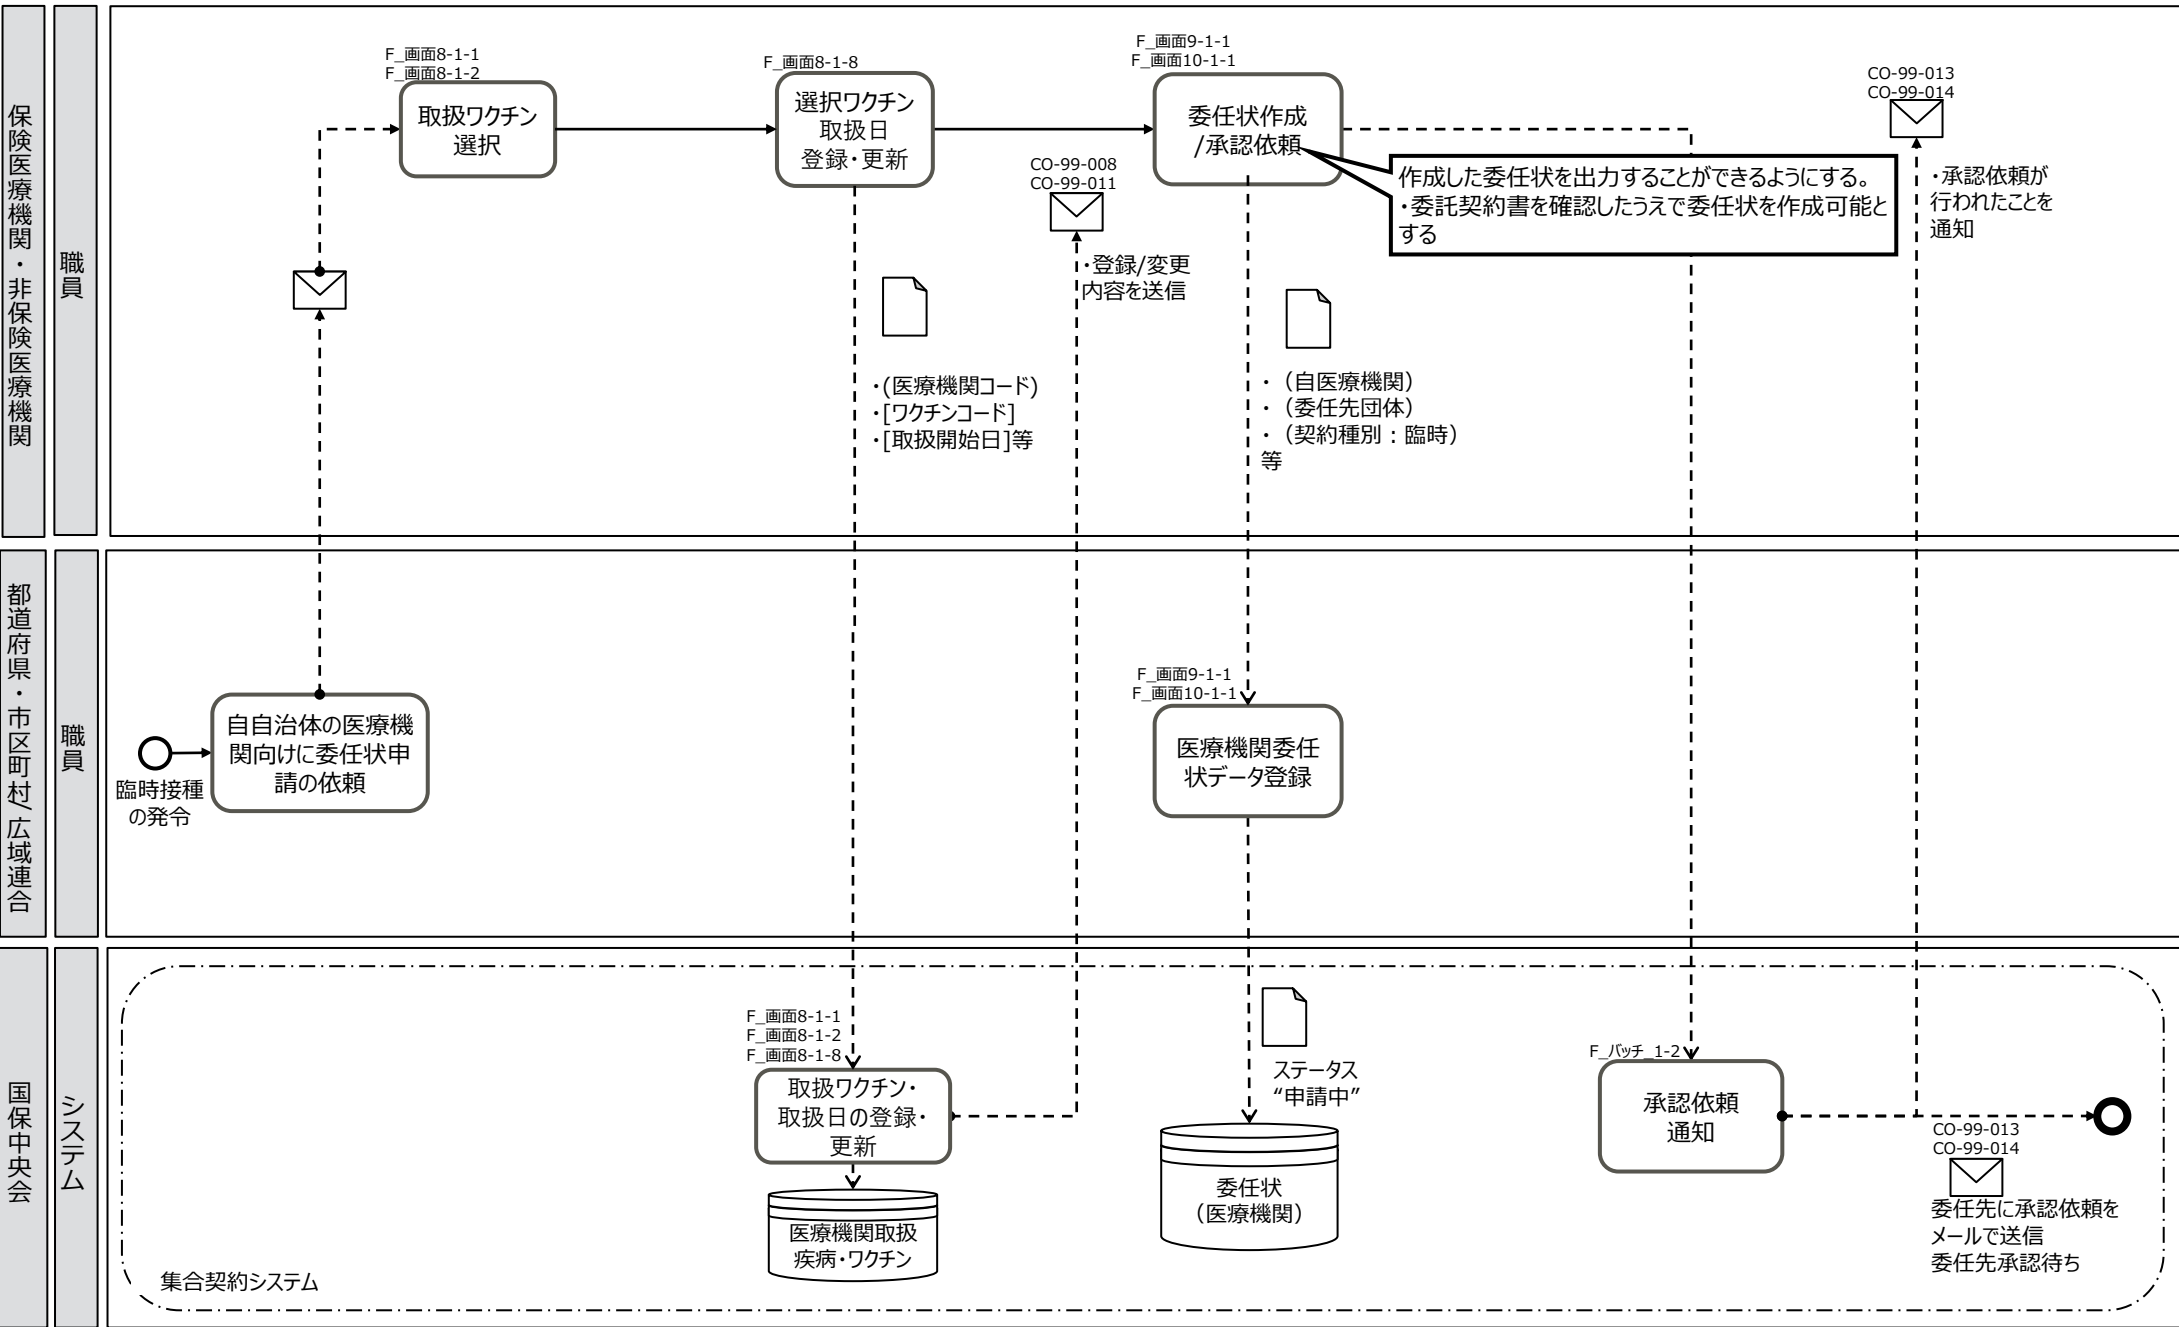 保険医療機関・非保険医療機関
職員
F_画面8-1-1
F_画面8-1-2
取扱ワクチン
選択
F_画面8-1-8
選択ワクチン
取扱日
登録・更新
・(医療機関コード)
・[ワクチンコード]
・[取扱開始日]等
CO-99-008
CO-99-011
・登録/変更
内容を送信
F_画面9-1-1
F_画面10-1-1
委任状作成
/承認依頼
作成した委任状を出力することができるようにする。
・委託契約書を確認したうえで委任状を作成可能と
する
・（自医療機関）
・（委任先団体）
・（契約種別：臨時）
等
CO-99-013
CO-99-014
・承認依頼が
行われたことを
通知
都道府県・市区町村/広域連合
職員
臨時接種
の発令
自自治体の医療機
関向けに委任状申
請の依頼
F_画面9-1-1
F_画面10-1-1
医療機関委任
状データ登録
国保中央会
システム
F_画面8-1-1
F_画面8-1-2
F_画面8-1-8
取扱ワクチン・
取扱日の登録・
更新
医療機関取扱
疾病・ワクチン
ステータス
“申請中”
委任状
（医療機関）
F_バッチ_1-2
承認依頼
通知
CO-99-013
CO-99-014
委任先に承認依頼を
メールで送信
委任先承認待ち
集合契約システム